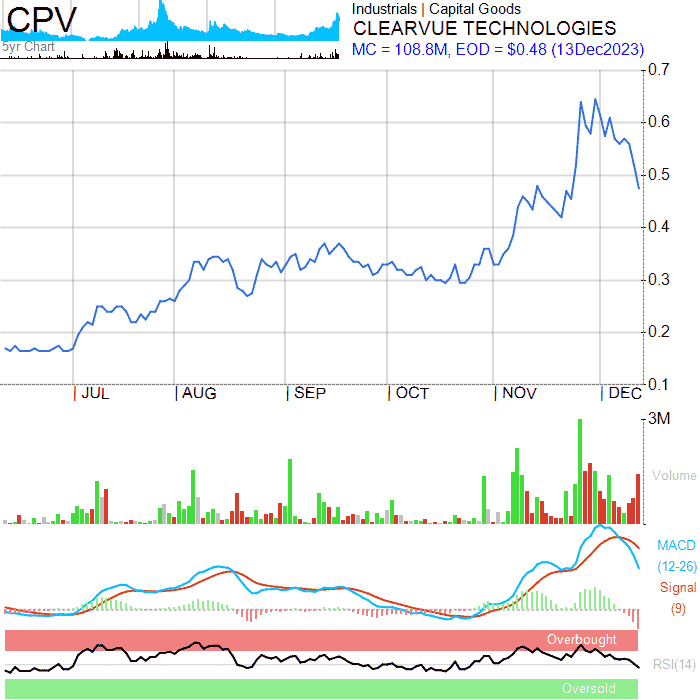 CPV
5yr Chart
Industrials | Capital Goods
CLEARVUE TECHNOLOGIES
MC = 108.8M, EOD = $0.48 (13Dec2023)
0.7
0.6
0.5
0.4
0.3
0.2
0.1
JUL AUG SEP OCT NOV DEC
3M
Volume
MACD
(12-26)
Signal
(9)
Overbought
RSI(14)
Oversold